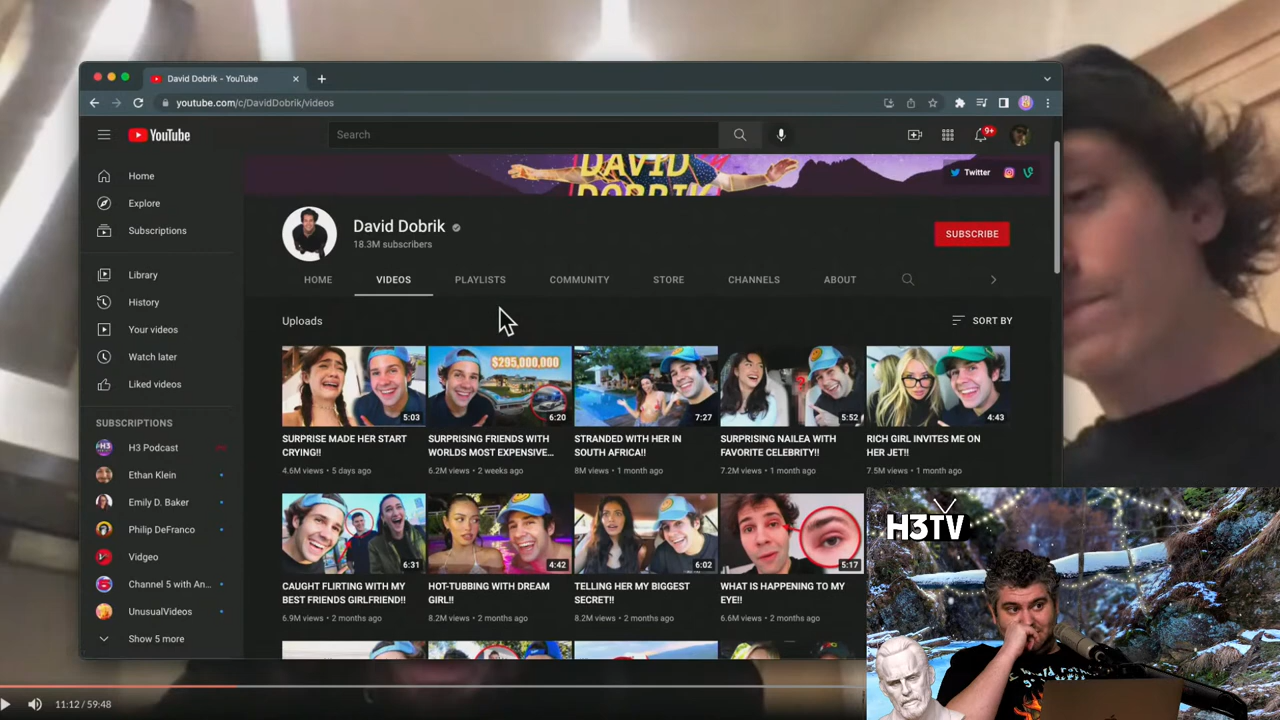 David Dobrik - YouTube
youtube.com/c/DavidDobrik/videos
YouTube
Search
9+
Home
Explore
Subscriptions
Library
History
Your videos
Watch later
Liked videos
SUBSCRIPTIONS
H3 Podcast
Ethan Klein
Emily D. Baker
Philip DeFranco
Vidgeo
Channel 5 with An...
UnusualVideos
Show 5 more
DAVID
DOBRIK
Twitter
David Dobrik
18.3M subscribers
SUBSCRIBE
HOME VIDEOS PLAYLISTS COMMUNITY STORE CHANNELS ABOUT
Uploads
SORT BY
5:03
$295,000,000
6:20
7:27
5:52
4:43
SURPRISE MADE HER START
CRYING!!
4.6M views • 5 days ago
SURPRISING FRIENDS WITH
WORLDS MOST EXPENSIVE...
6.2M views • 2 weeks ago
STRANDED WITH HER IN
SOUTH AFRICA!!
8M views • 1 month ago
SURPRISING NAILEA WITH
FAVORITE CELEBRITY!!
7.2M views • 1 month ago
RICH GIRL INVITES ME ON
HER JET!!
7.5M views • 1 month ago
6:31
4:42
6:02
5:17
CAUGHT FLIRTING WITH MY
BEST FRIENDS GIRLFRIEND!!
6.9M views • 2 months ago
HOT-TUBBING WITH DREAM
GIRL!!
8.2M views • 2 months ago
TELLING HER MY BIGGEST
SECRET!!
8.2M views • 2 months ago
WHAT IS HAPPENING TO MY
EYE!!
6.6M views • 2 months ago
H3TV
11:12 / 59:48